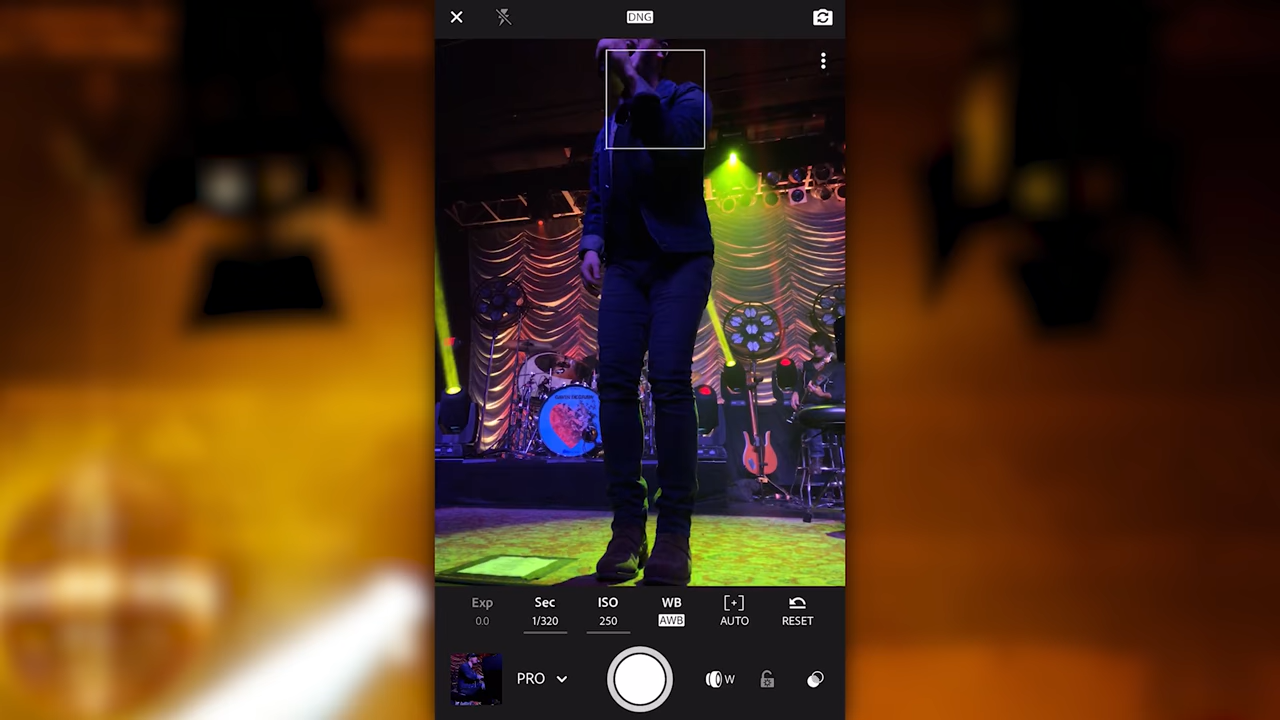 DNG
Exp
Sec
ISO
WB
AUTO
RESET
0.0
1/320
250
AWB
PRO
W